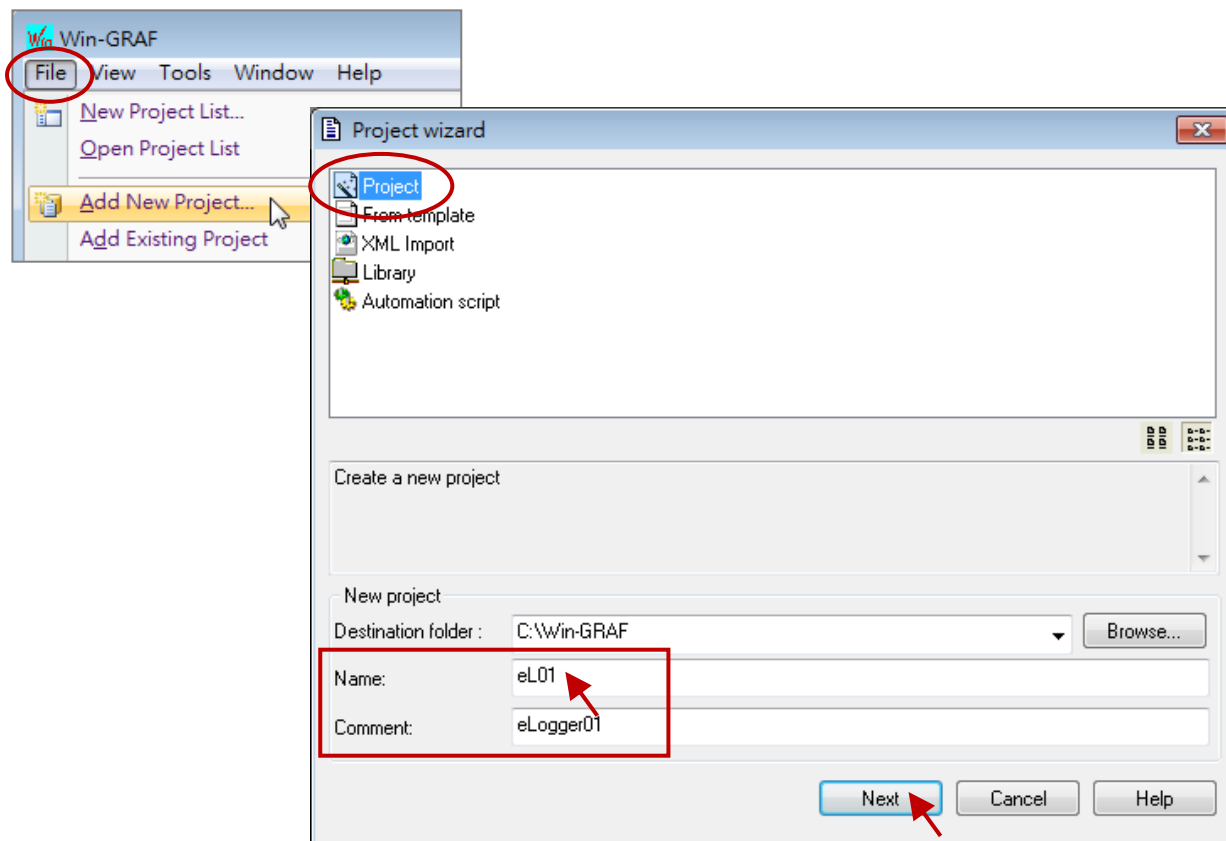 Win-GRAF
File View Tools Window Help
New Project List...
Open Project List
Add New Project...
Add Existing Project
Project wizard
Project
From template
XML Import
Library
Automation script
Create a new project
New project
Destination folder : C:\Win-GRAF Browse...
Name: eL01
Comment: eLogger01
Next Cancel Help